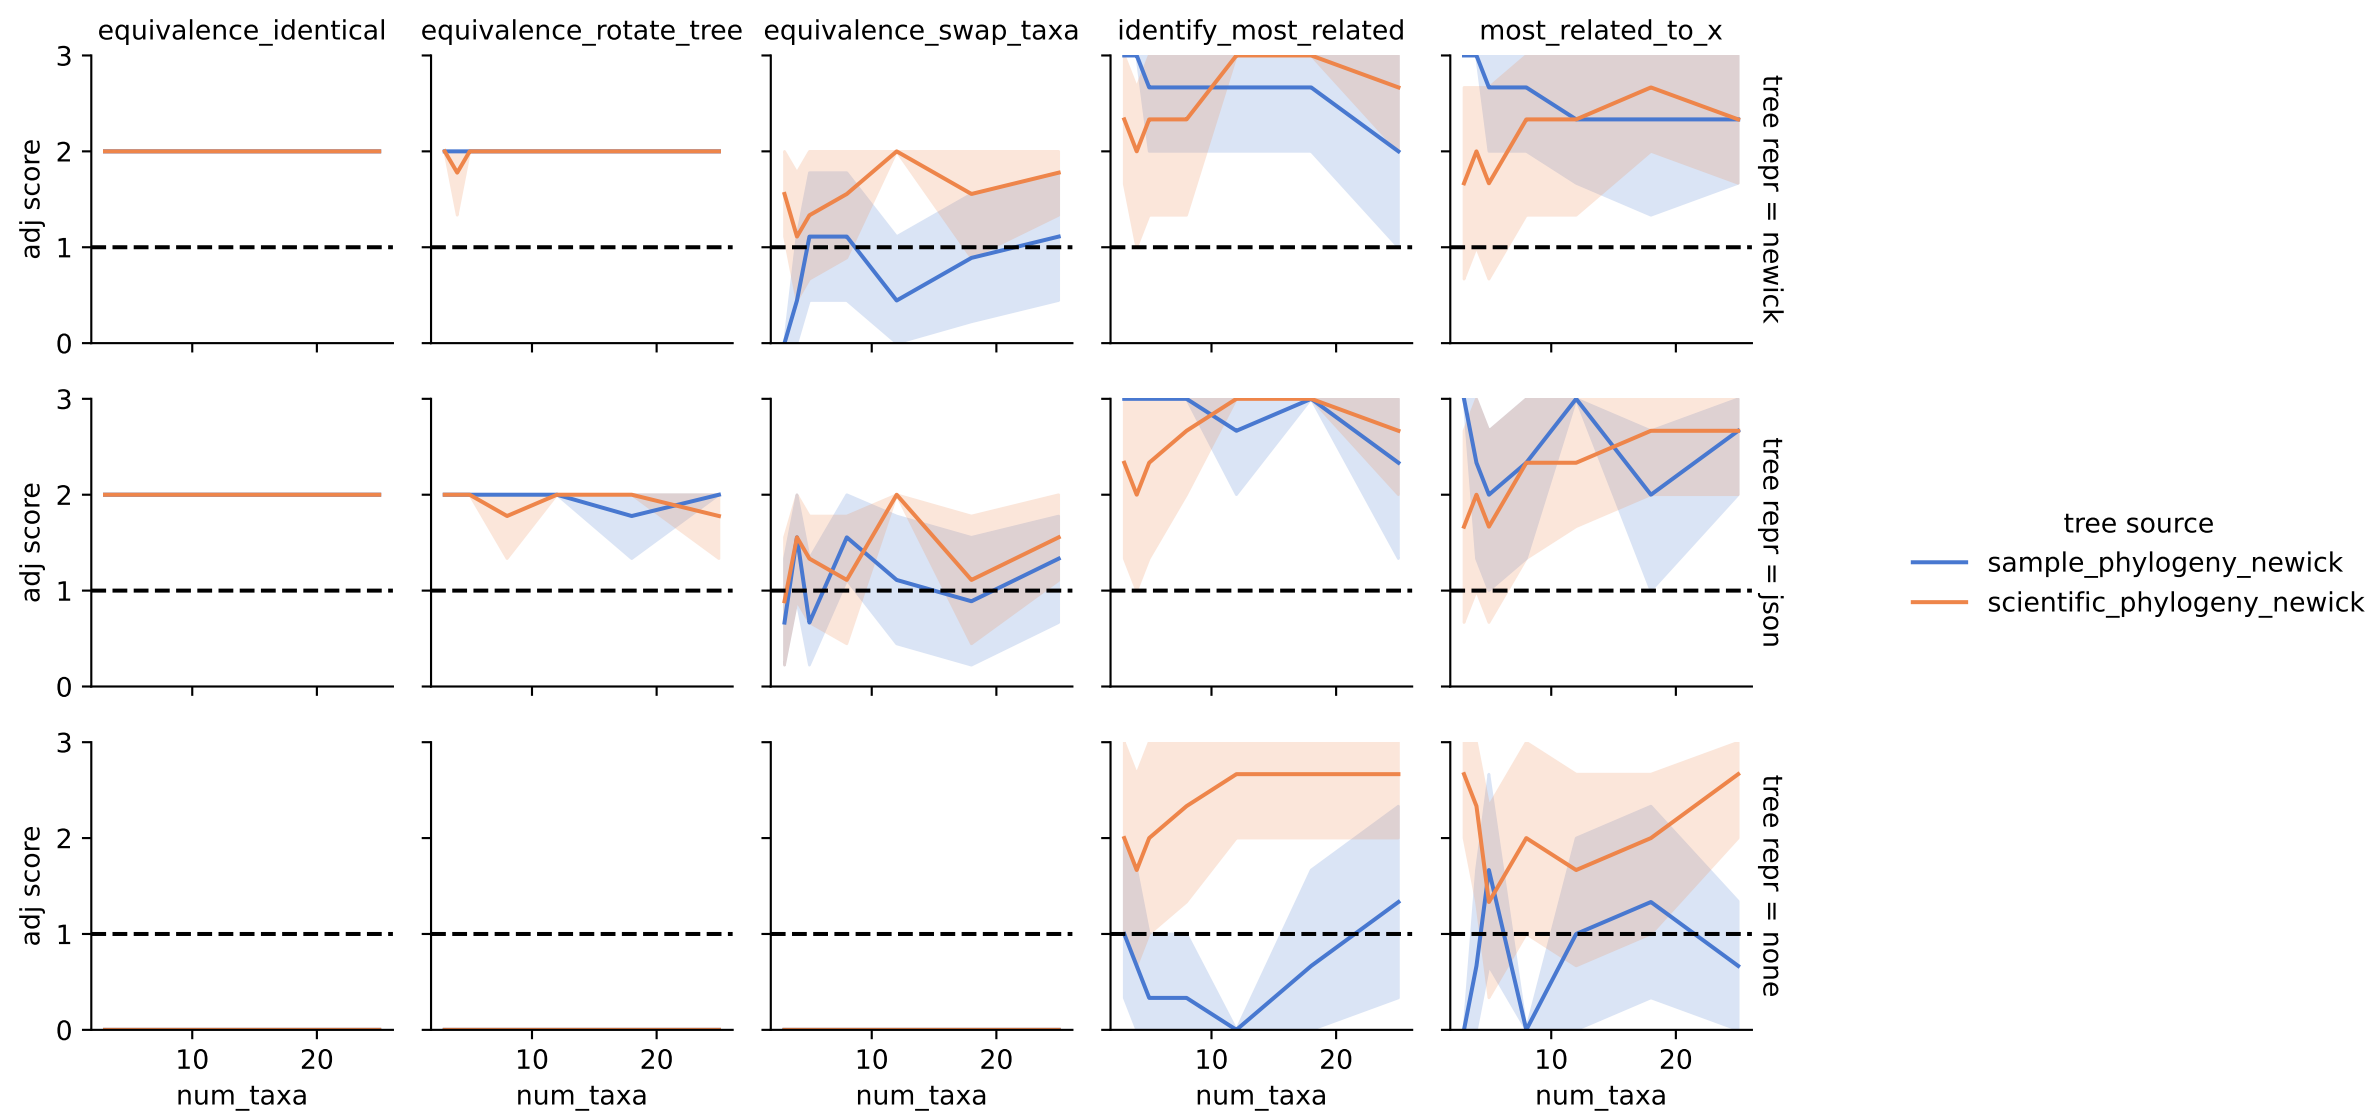 equivalence_identical equivalence_rotate_tree equivalence_swap_taxa identify_most_related most_related_to_x
3
2
1
0
adj score
tree repr = newick
3
2
1
0
adj score
tree repr = json
3
2
1
0
adj score
tree repr = none
10 20 10 20 10 20 10 20 10 20
num_taxa num_taxa num_taxa num_taxa num_taxa
tree source
sample_phylogeny_newick
scientific_phylogeny_newick